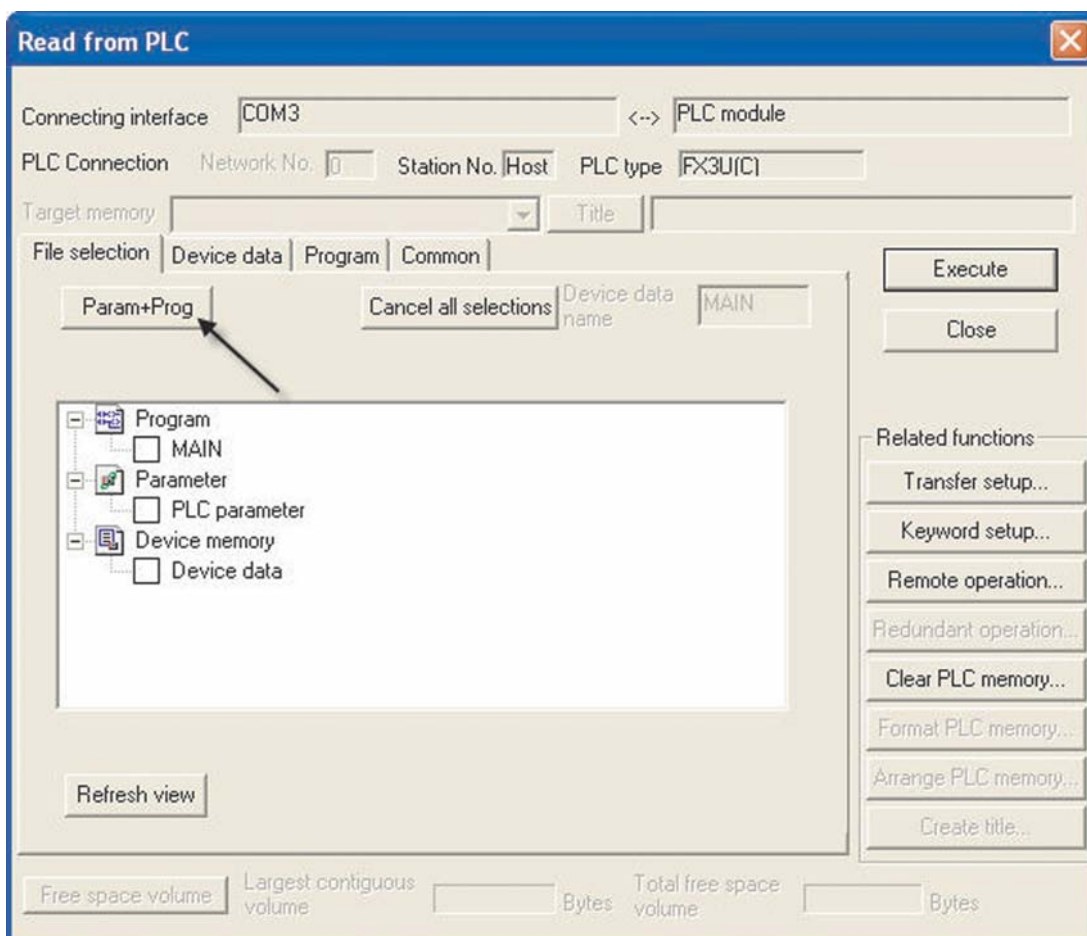 Read from PLC
Connecting interface COM3 <--> PLC module
PLC Connection Network No. 0 Station No. Host PLC type FX3U(C)
Target memory Title
File selection Device data Program Common
Execute
Param+Prog Cancel all selections Device data name MAIN
Close
Program
MAIN
Parameter
PLC parameter
Device memory
Device data
Refresh view
Related functions
Transfer setup...
Keyword setup...
Remote operation...
Redundant operation...
Clear PLC memory...
Format PLC memory...
Arrange PLC memory...
Create title...
Free space volume Largest contiguous volume Bytes Total free space volume Bytes